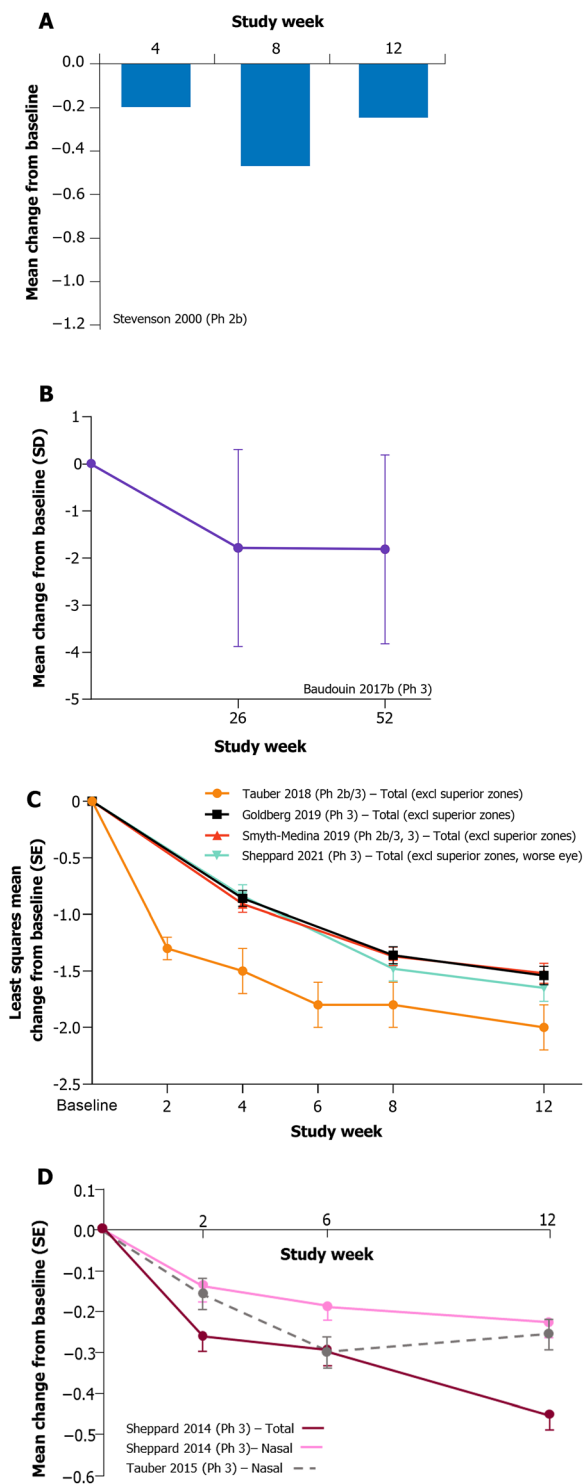 A
Study week
4 8 12
0.0
−0.2
−0.4
−0.6
−0.8
−1.0
−1.2
Mean change from baseline
Stevenson 2000 (Ph 2b)
B
1
0
-1
-2
-3
-4
-5
Mean change from baseline (SD)
Baudouin 2017b (Ph 3)
26 52
Study week
C
Tauber 2018 (Ph 2b/3) – Total (excl superior zones)
Goldberg 2019 (Ph 3) – Total (excl superior zones)
Smyth-Medina 2019 (Ph 2b/3, 3) – Total (excl superior zones)
Sheppard 2021 (Ph 3) – Total (excl superior zones, worse eye)
0
-0.5
-1.0
-1.5
-2.0
-2.5
Least squares mean
change from baseline (SE)
Baseline 2 4 6 8 12
Study week
D
0.1
0.0
−0.1
−0.2
−0.3
−0.4
−0.5
−0.6
Mean change from baseline (SE)
2 6 12
Study week
Sheppard 2014 (Ph 3) – Total
Sheppard 2014 (Ph 3)– Nasal
Tauber 2015 (Ph 3) – Nasal